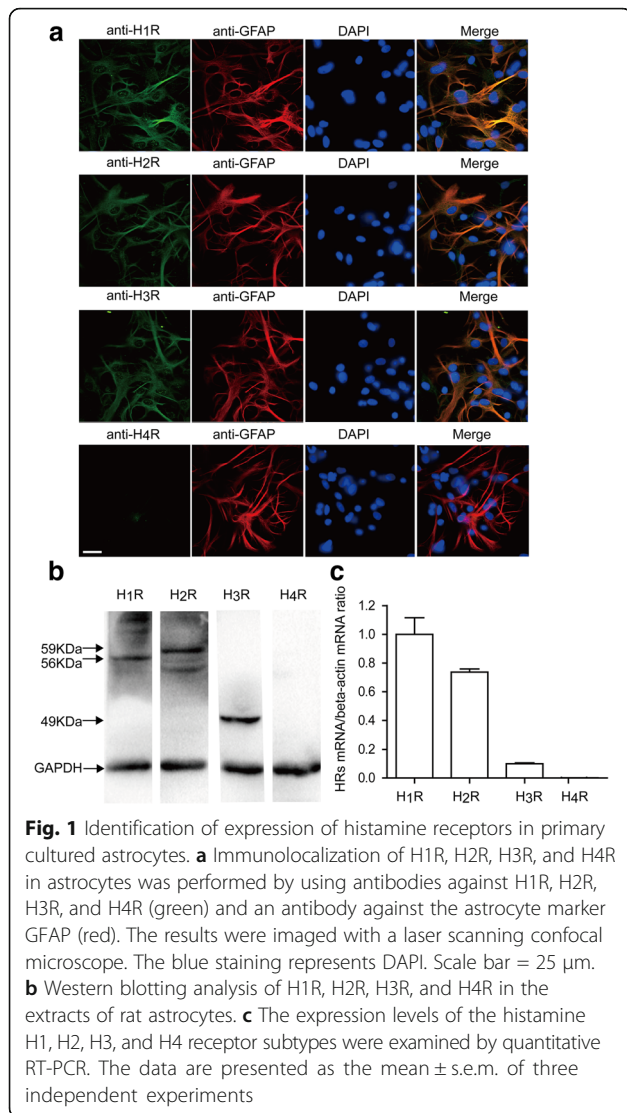 a
anti-H1R anti-GFAP DAPI Merge
anti-H2R anti-GFAP DAPI Merge
anti-H3R anti-GFAP DAPI Merge
anti-H4R anti-GFAP DAPI Merge
b
H1R H2R H3R H4R
59KDa
56KDa
49KDa
GAPDH
c
HRs mRNA/beta-actin mRNA ratio
1.2
1.0
0.8
0.6
0.4
0.2
0.0
H1R H2R H3R H4R
Fig. 1 Identification of expression of histamine receptors in primary
cultured astrocytes. a Immunolocalization of H1R, H2R, H3R, and H4R
in astrocytes was performed by using antibodies against H1R, H2R,
H3R, and H4R (green) and an antibody against the astrocyte marker
GFAP (red). The results were imaged with a laser scanning confocal
microscope. The blue staining represents DAPI. Scale bar = 25 μm.
b Western blotting analysis of H1R, H2R, H3R, and H4R in the
extracts of rat astrocytes. c The expression levels of the histamine
H1, H2, H3, and H4 receptor subtypes were examined by quantitative
RT-PCR. The data are presented as the mean ± s.e.m. of three
independent experiments